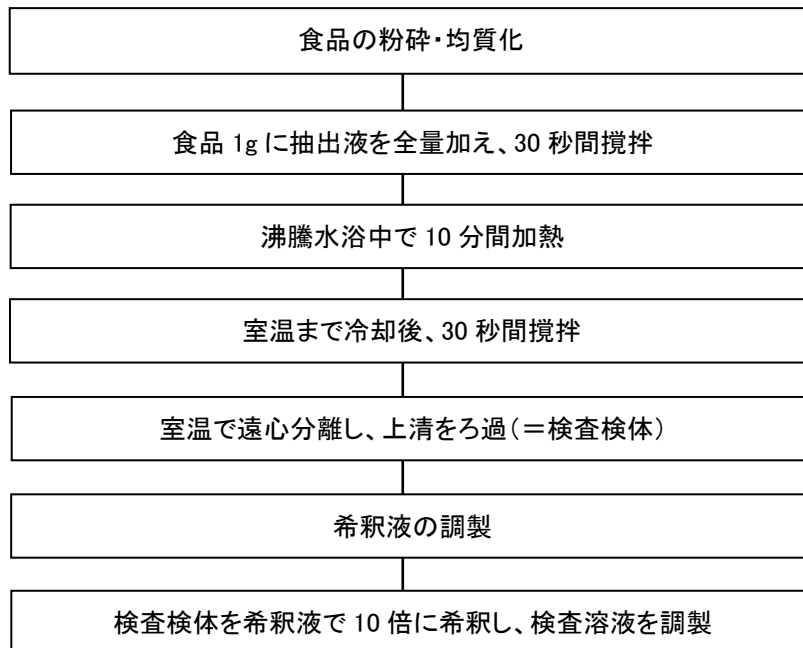 食品の粉砕・均質化
食品 1g に抽出液を全量加え、30 秒間撹拌
沸騰水浴中で 10 分間加熱
室温まで冷却後、30 秒間撹拌
室温で遠心分離し、上清をろ過（＝検査検体）
希釈液の調製
検査検体を希釈液で 10 倍に希釈し、検査溶液を調製